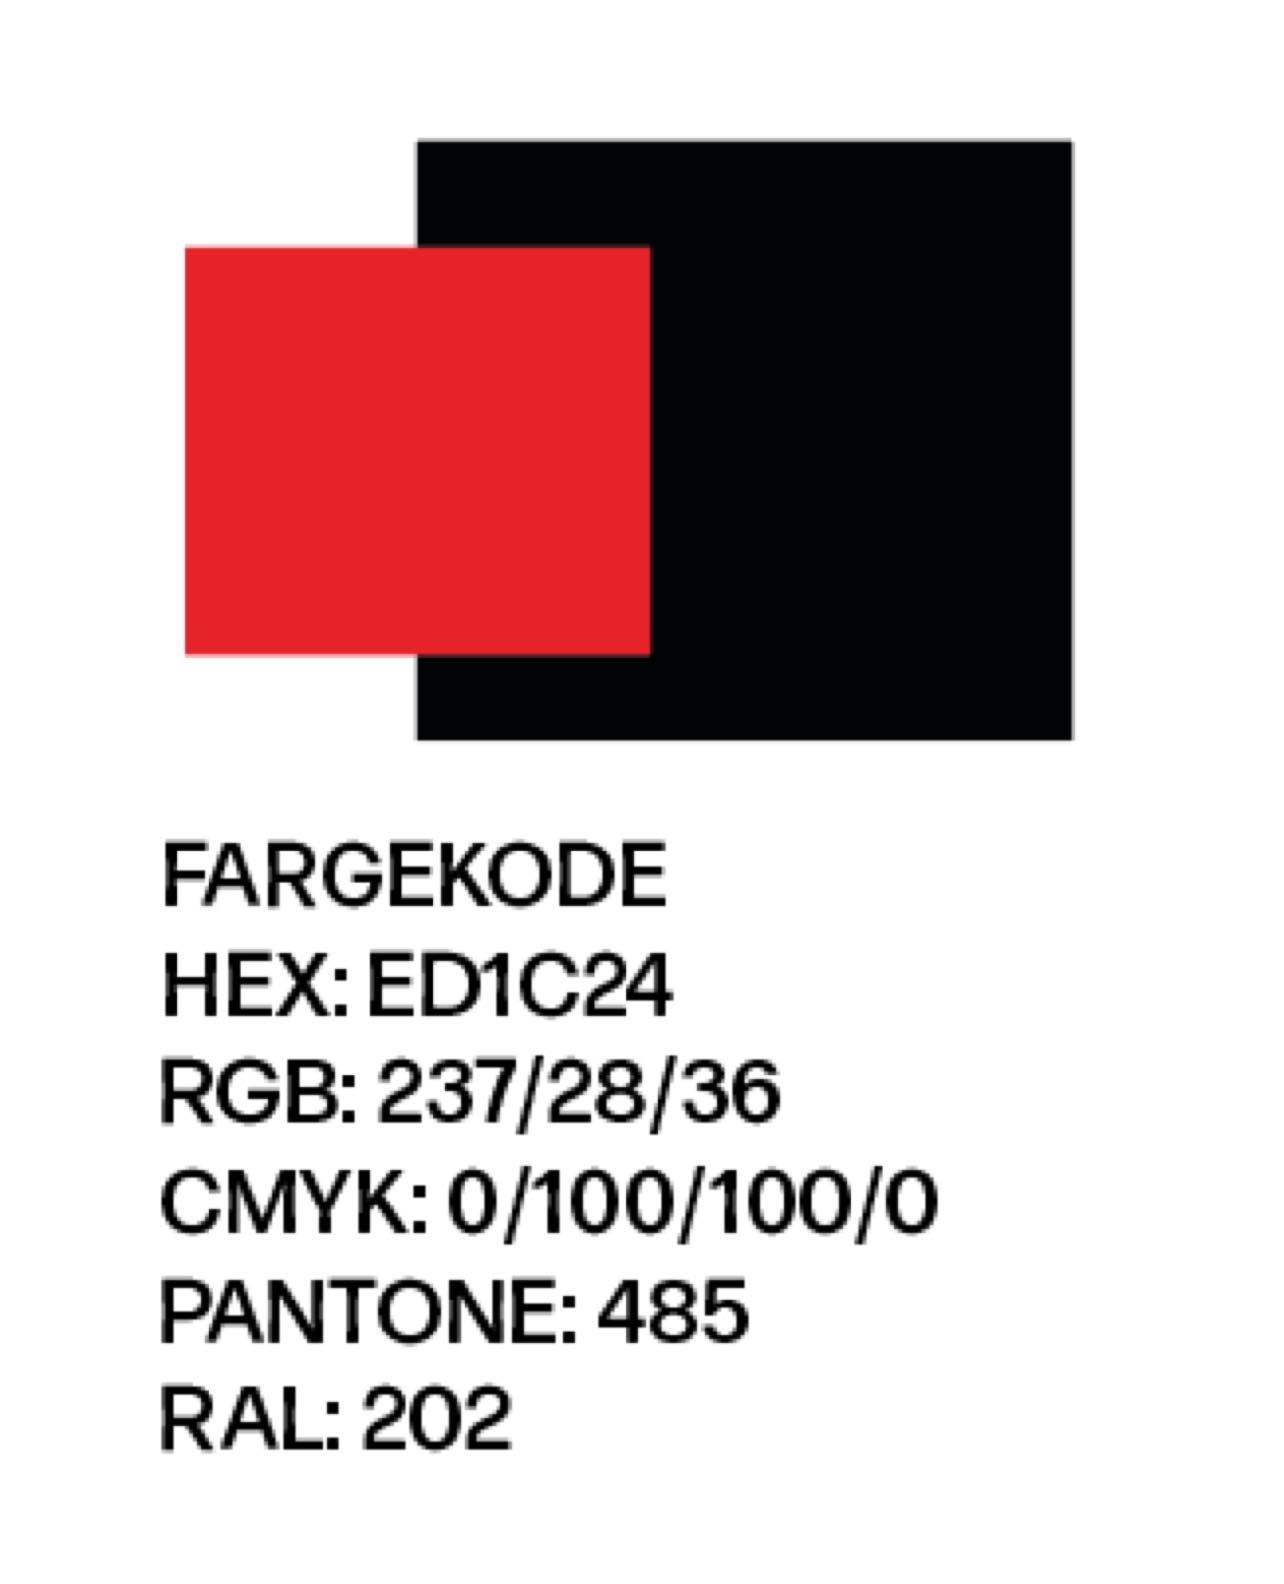 FARGEKODE
HEX: ED1C24
RGB: 237/28/36
CMYK: 0/100/100/0
PANTONE: 485
RAL: 202